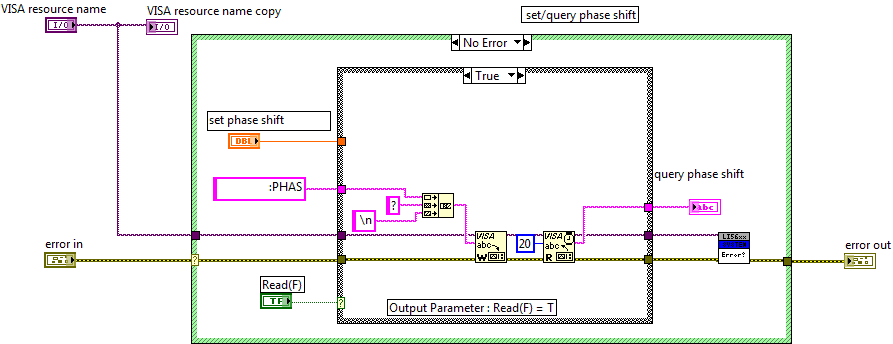 set/query phase shift
VISA resource name
VISA resource name copy
I/O
I/O
No Error
True
set phase shift
DBL
:PHAS
?
\n
query phase shift
abc
VISA
abc
W
20
VISA
abc
R
LIS6xx
Error?
error in
error out
?
Read(F)
TF
?
Output Parameter : Read(F) = T